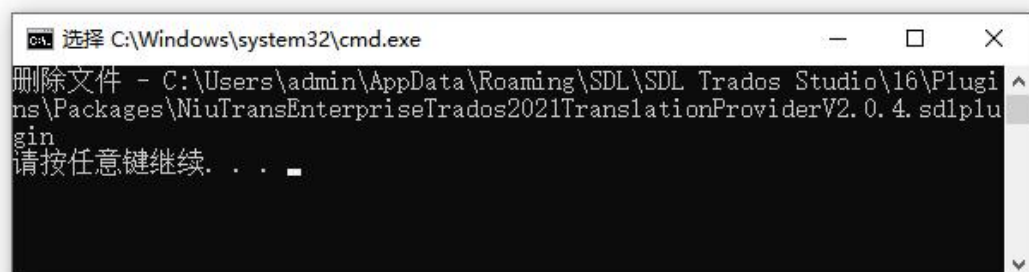 选择 C:\Windows\system32\cmd.exe
删除文件 - C:\Users\admin\AppData\Roaming\SDL\SDL Trados Studio\16\Plugi
ns\Packages\NiuTransEnterpriseTrados2021TranslationProviderV2.0.4.sdlplu
gin
请按任意键继续. . .